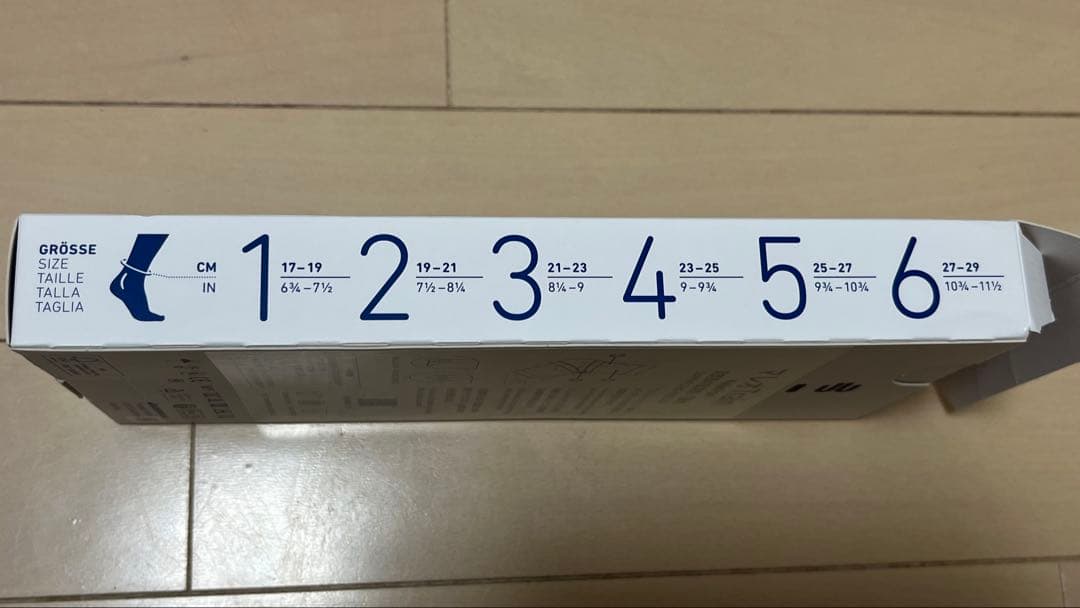 GRÖSSE
SIZE
TAILLE
TALLA
TAGLIA
CM
IN
1 17–19
6¾–7½
2 19–21
7½–8¼
3 21–23
8¼–9
4 23–25
9–9¾
5 25–27
9¾–10¾
6 27–29
10¾–11½